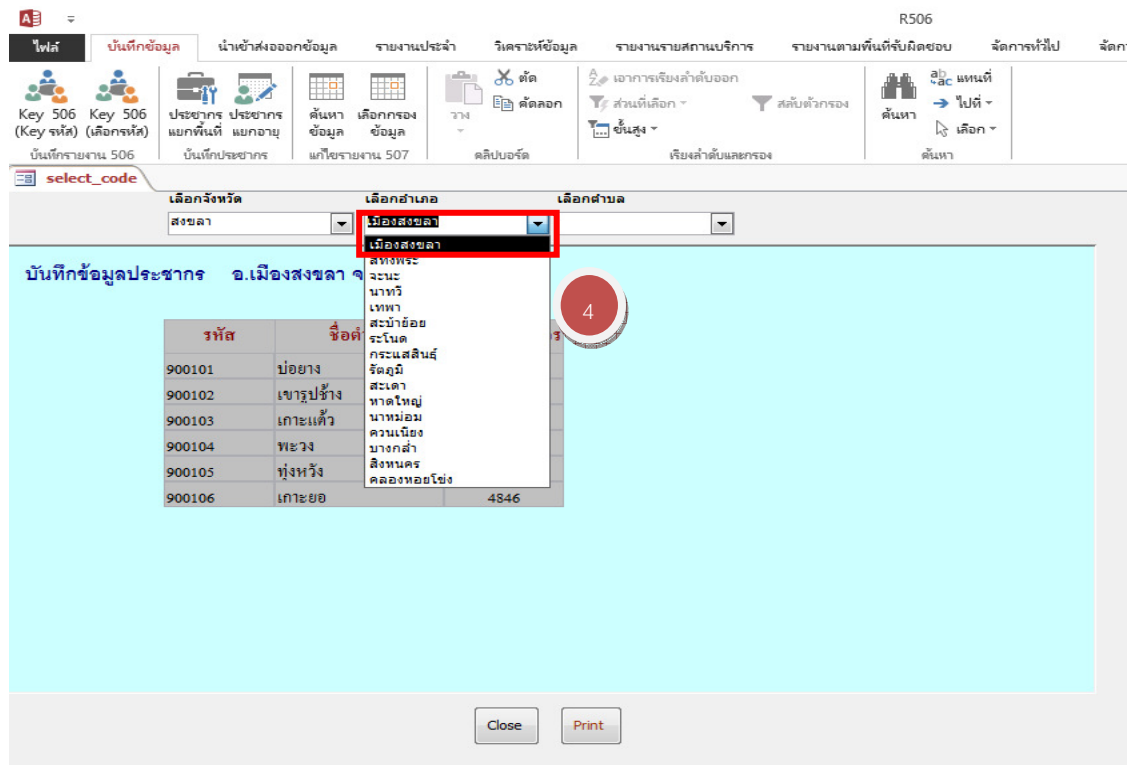 R506
ไฟล์ บันทึกข้อมูล นำเข้าส่งออกข้อมูล รายงานประจำ วิเคราะห์ข้อมูล รายงานรายสถานบริการ รายงานตามพื้นที่รับผิดชอบ จัดการทั่วไป จัดกา
Key 506 Key 506 ประชากร ประชากร ค้นหา เลือกกรอง วาง
(Key รหัส) (เลือกรหัส) แยกพื้นที่ แยกอายุ ข้อมูล ข้อมูล
ตัด
คัดลอก
เอาการเรียงลำดับออก
ส่วนที่เลือก
สลับตัวกรอง
ขั้นสูง
ค้นหา
แทนที่
ไปที่
เลือก
บันทึกรายงาน 506 บันทึกประชากร แก้ไขรายงาน 507 คลิปบอร์ด เรียงลำดับและกรอง ค้นหา
select_code
เลือกจังหวัด เลือกอำเภอ เลือกตำบล
สงขลา เมืองสงขลา
เมืองสงขลา
สทิงพระ
จะนะ
นาทวี
เทพา
สะบ้าย้อย
ระโนด
กระแสสินธุ์
รัตภูมิ
สะเดา
หาดใหญ่
นาหม่อม
ควนเนียง
บางกล่ำ
สิงหนคร
คลองหอยโข่ง
4
บันทึกข้อมูลประชากร อ.เมืองสงขลา จ
รหัส ชื่อตำ ร
900101 บ่อยาง
900102 เขารูปช้าง
900103 เกาะแต้ว
900104 พะวง
900105 ทุ่งหวัง
900106 เกาะยอ 4846
Close Print